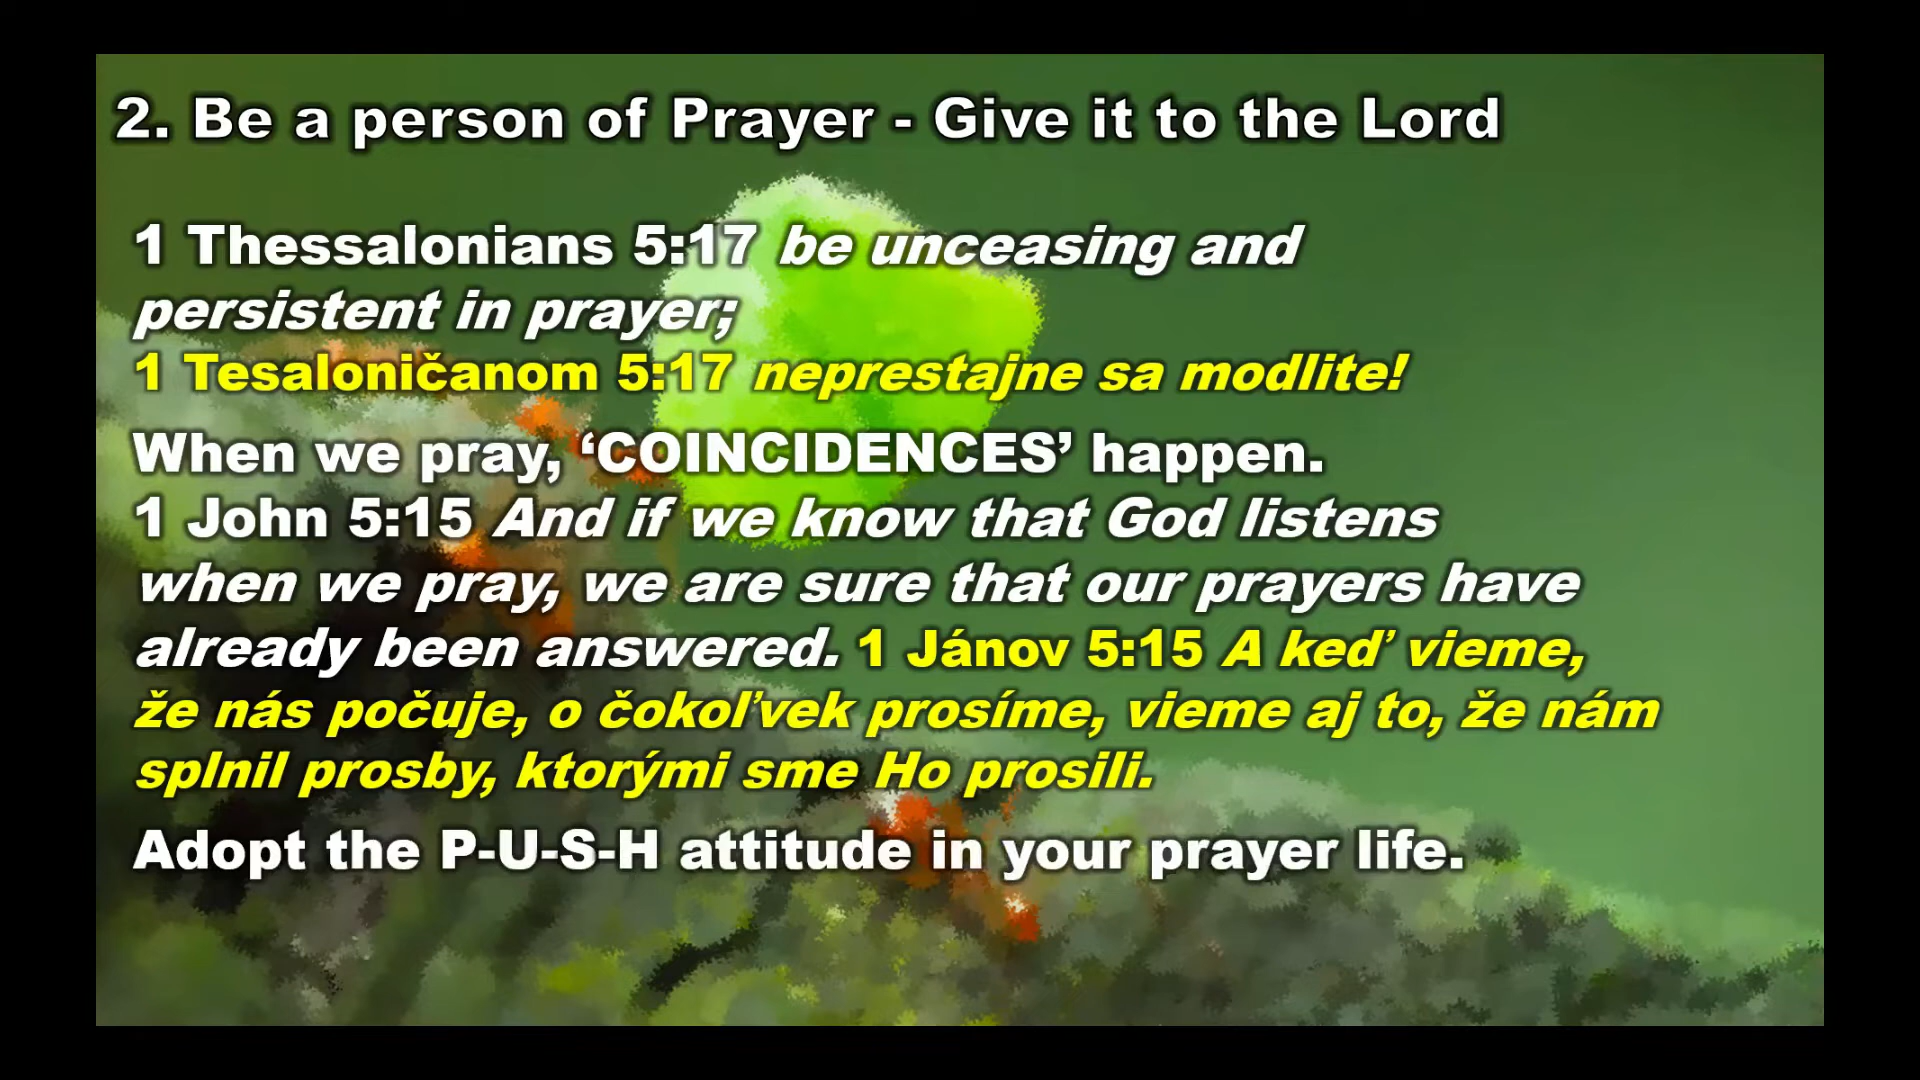 2. Be a person of Prayer - Give it to the Lord
1 Thessalonians 5:17 be unceasing and
persistent in prayer;
1 Tesaloničanom 5:17 neprestajne sa modlite!
When we pray, ‘COINCIDENCES’ happen.
1 John 5:15 And if we know that God listens
when we pray, we are sure that our prayers have
already been answered. 1 Jánov 5:15 A keď vieme,
že nás počuje, o čokoľvek prosíme, vieme aj to, že nám
splnil prosby, ktorými sme Ho prosili.
Adopt the P-U-S-H attitude in your prayer life.